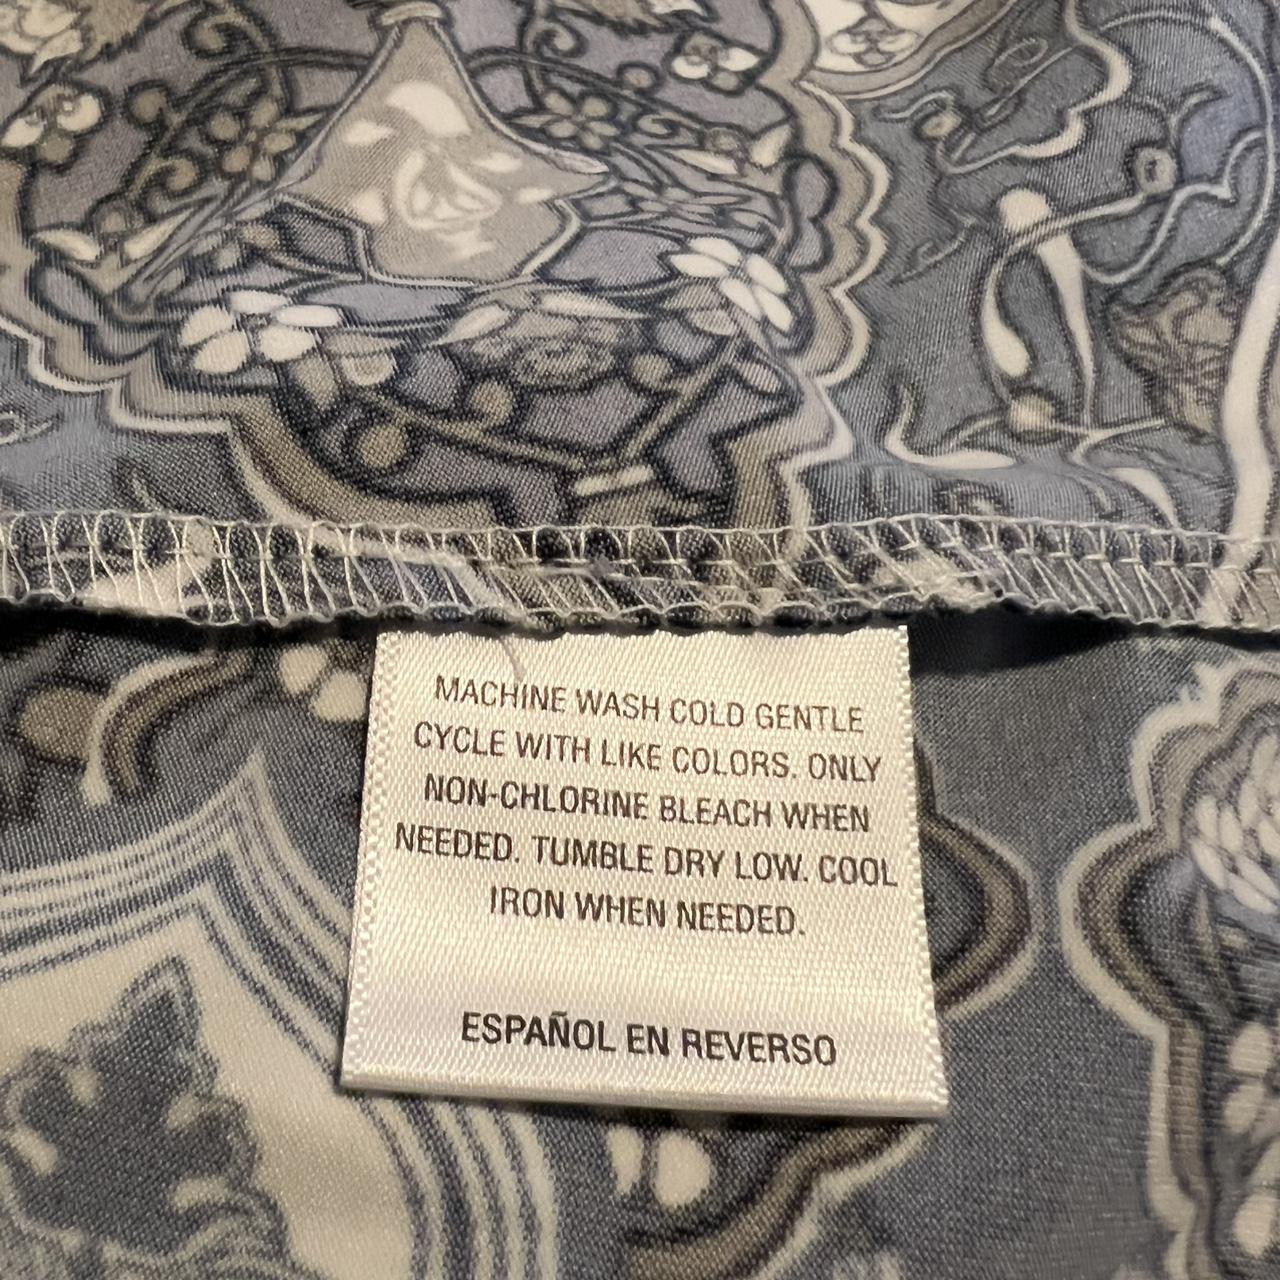 MACHINE WASH COLD GENTLE
CYCLE WITH LIKE COLORS. ONLY
NON-CHLORINE BLEACH WHEN
NEEDED. TUMBLE DRY LOW. COOL
IRON WHEN NEEDED.
ESPAÑOL EN REVERSO